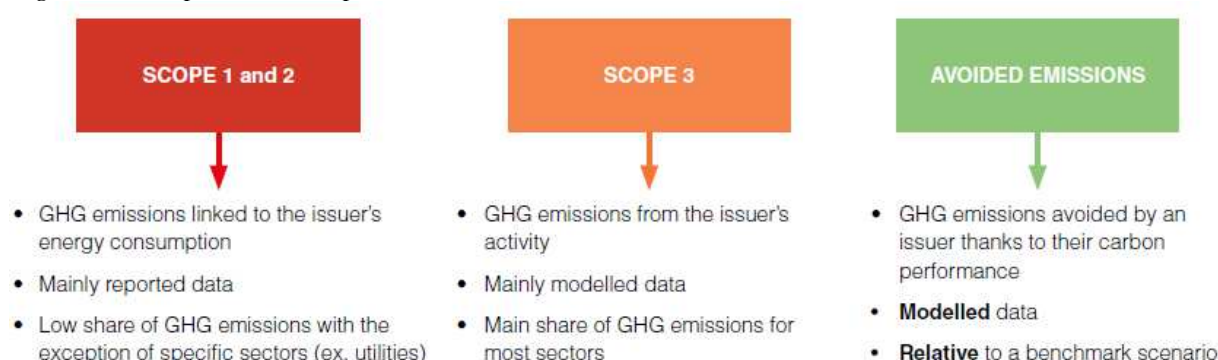 SCOPE 1 and 2
• GHG emissions linked to the issuer's
energy consumption
• Mainly reported data
• Low share of GHG emissions with the
exception of specific sectors (ex. utilities)
SCOPE 3
• GHG emissions from the issuer's
activity
• Mainly modelled data
• Main share of GHG emissions for
most sectors
AVOIDED EMISSIONS
• GHG emissions avoided by an
issuer thanks to their carbon
performance
• Modelled data
• Relative to a benchmark scenario